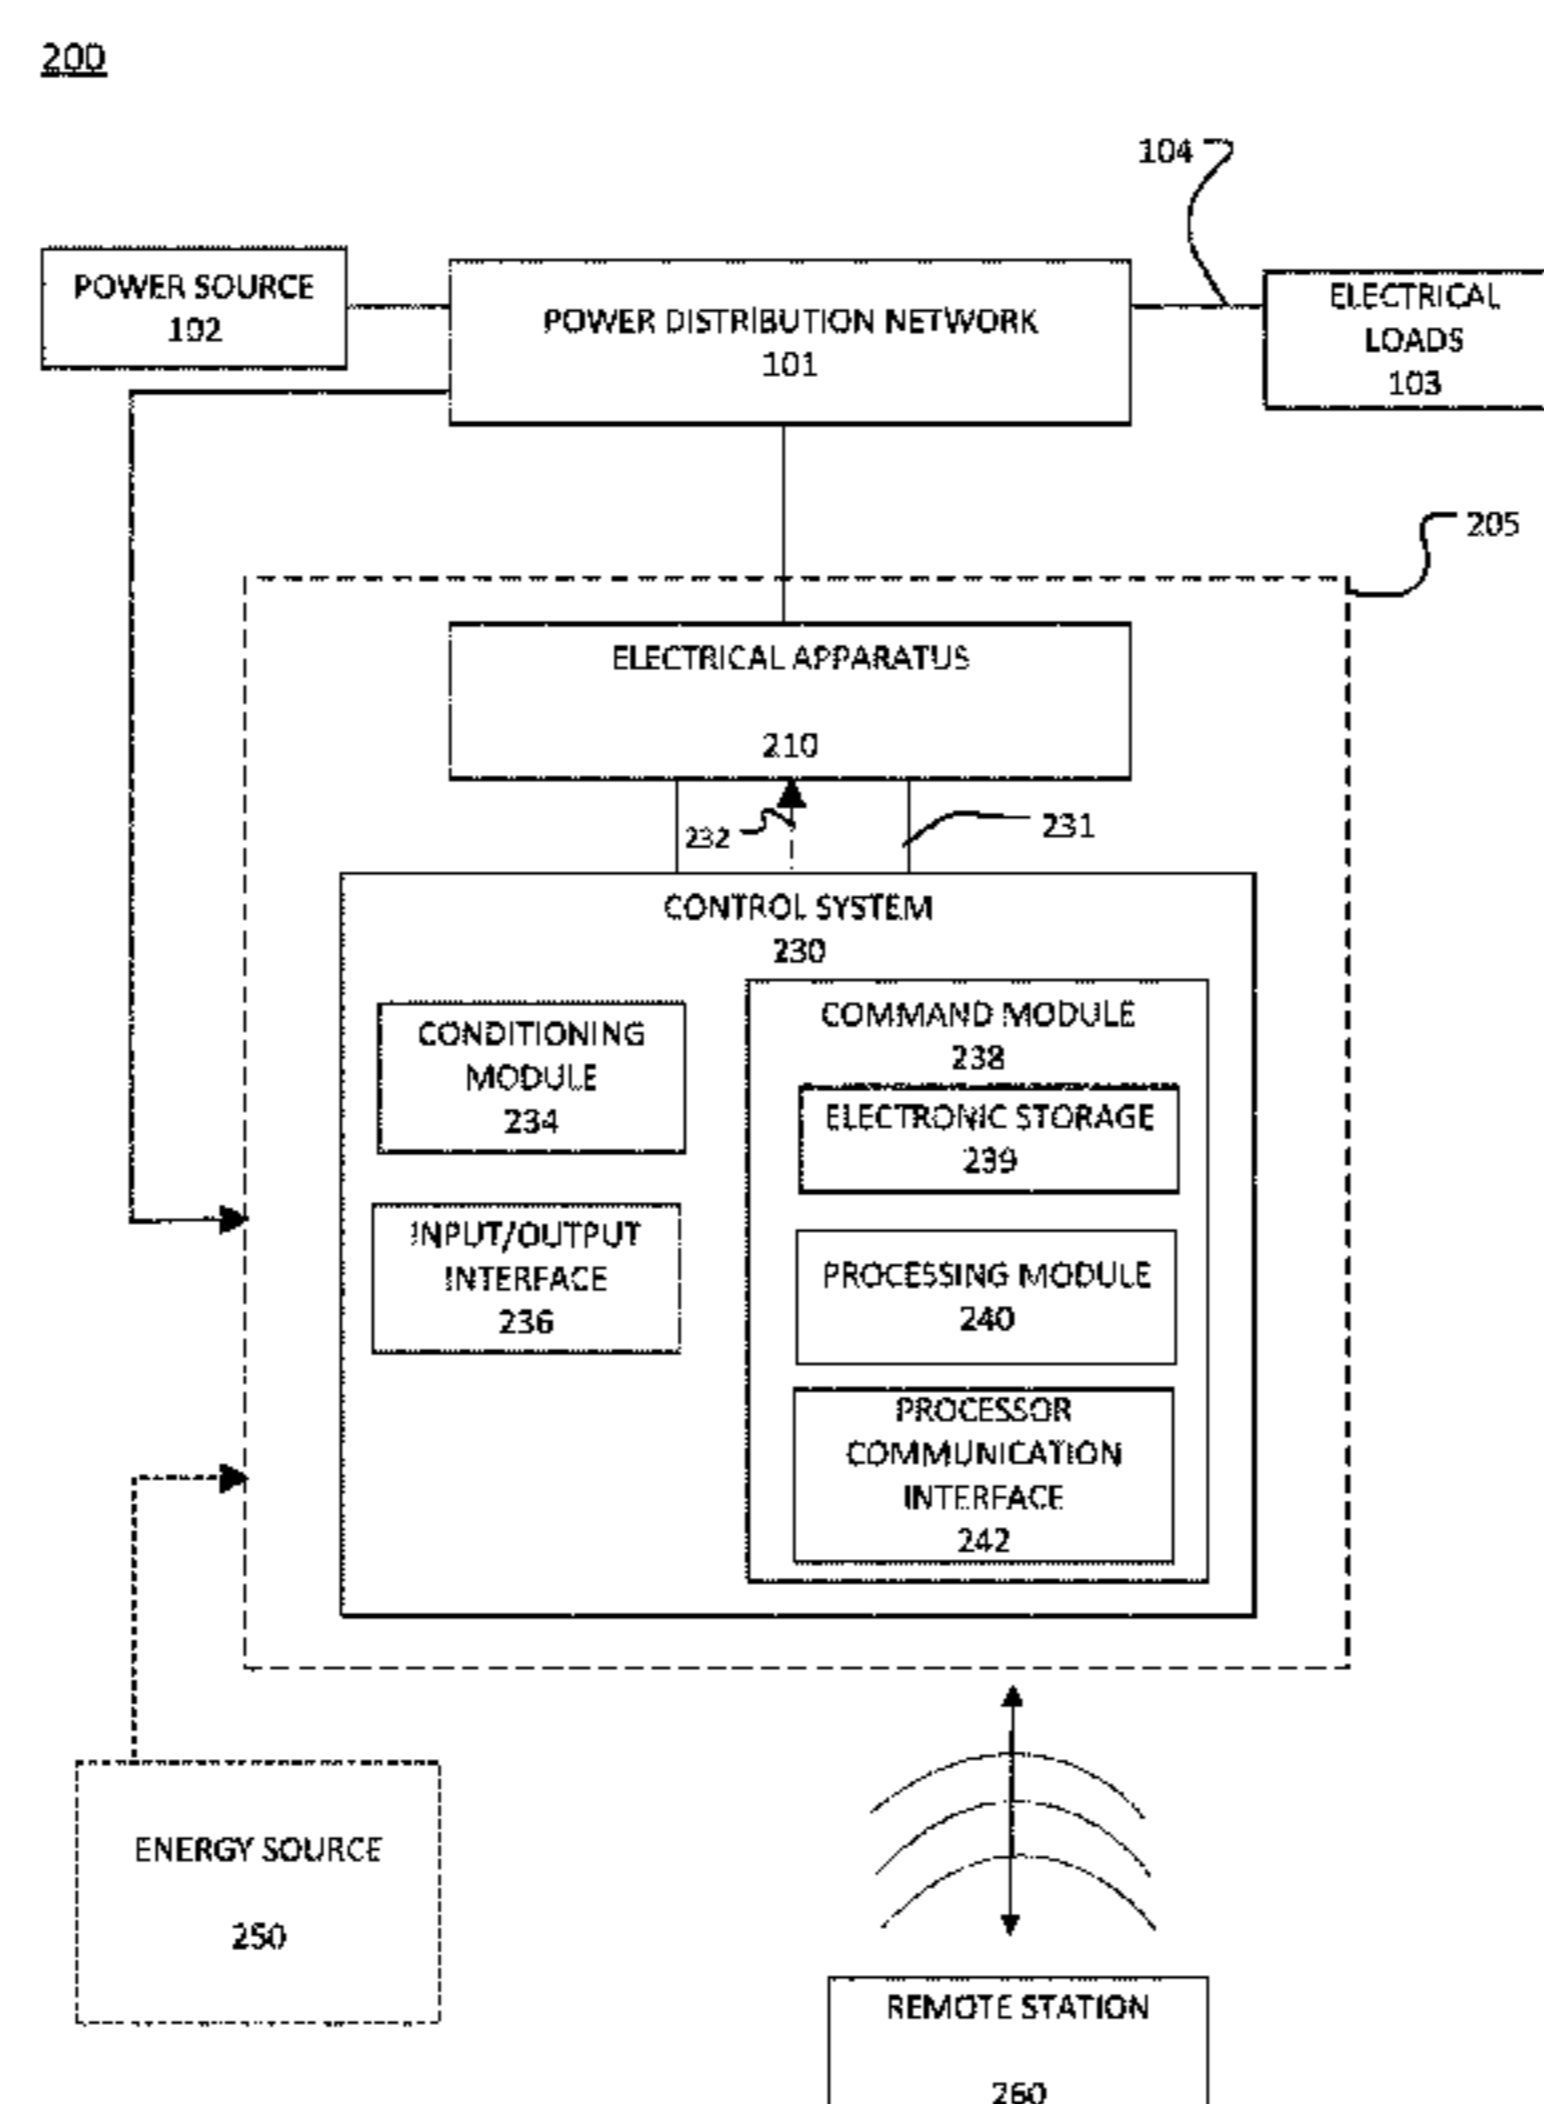 200
104
POWER SOURCE
102
POWER DISTRIBUTION NETWORK
101
ELECTRICAL
LOADS
103
205
ELECTRICAL APPARATUS
210
232
231
CONTROL SYSTEM
230
CONDITIONING
MODULE
234
INPUT/OUTPUT
INTERFACE
236
COMMAND MODULE
238
ELECTRONIC STORAGE
239
PROCESSING MODULE
240
PROCESSOR
COMMUNICATION
INTERFACE
242
ENERGY SOURCE
250
REMOTE STATION
260